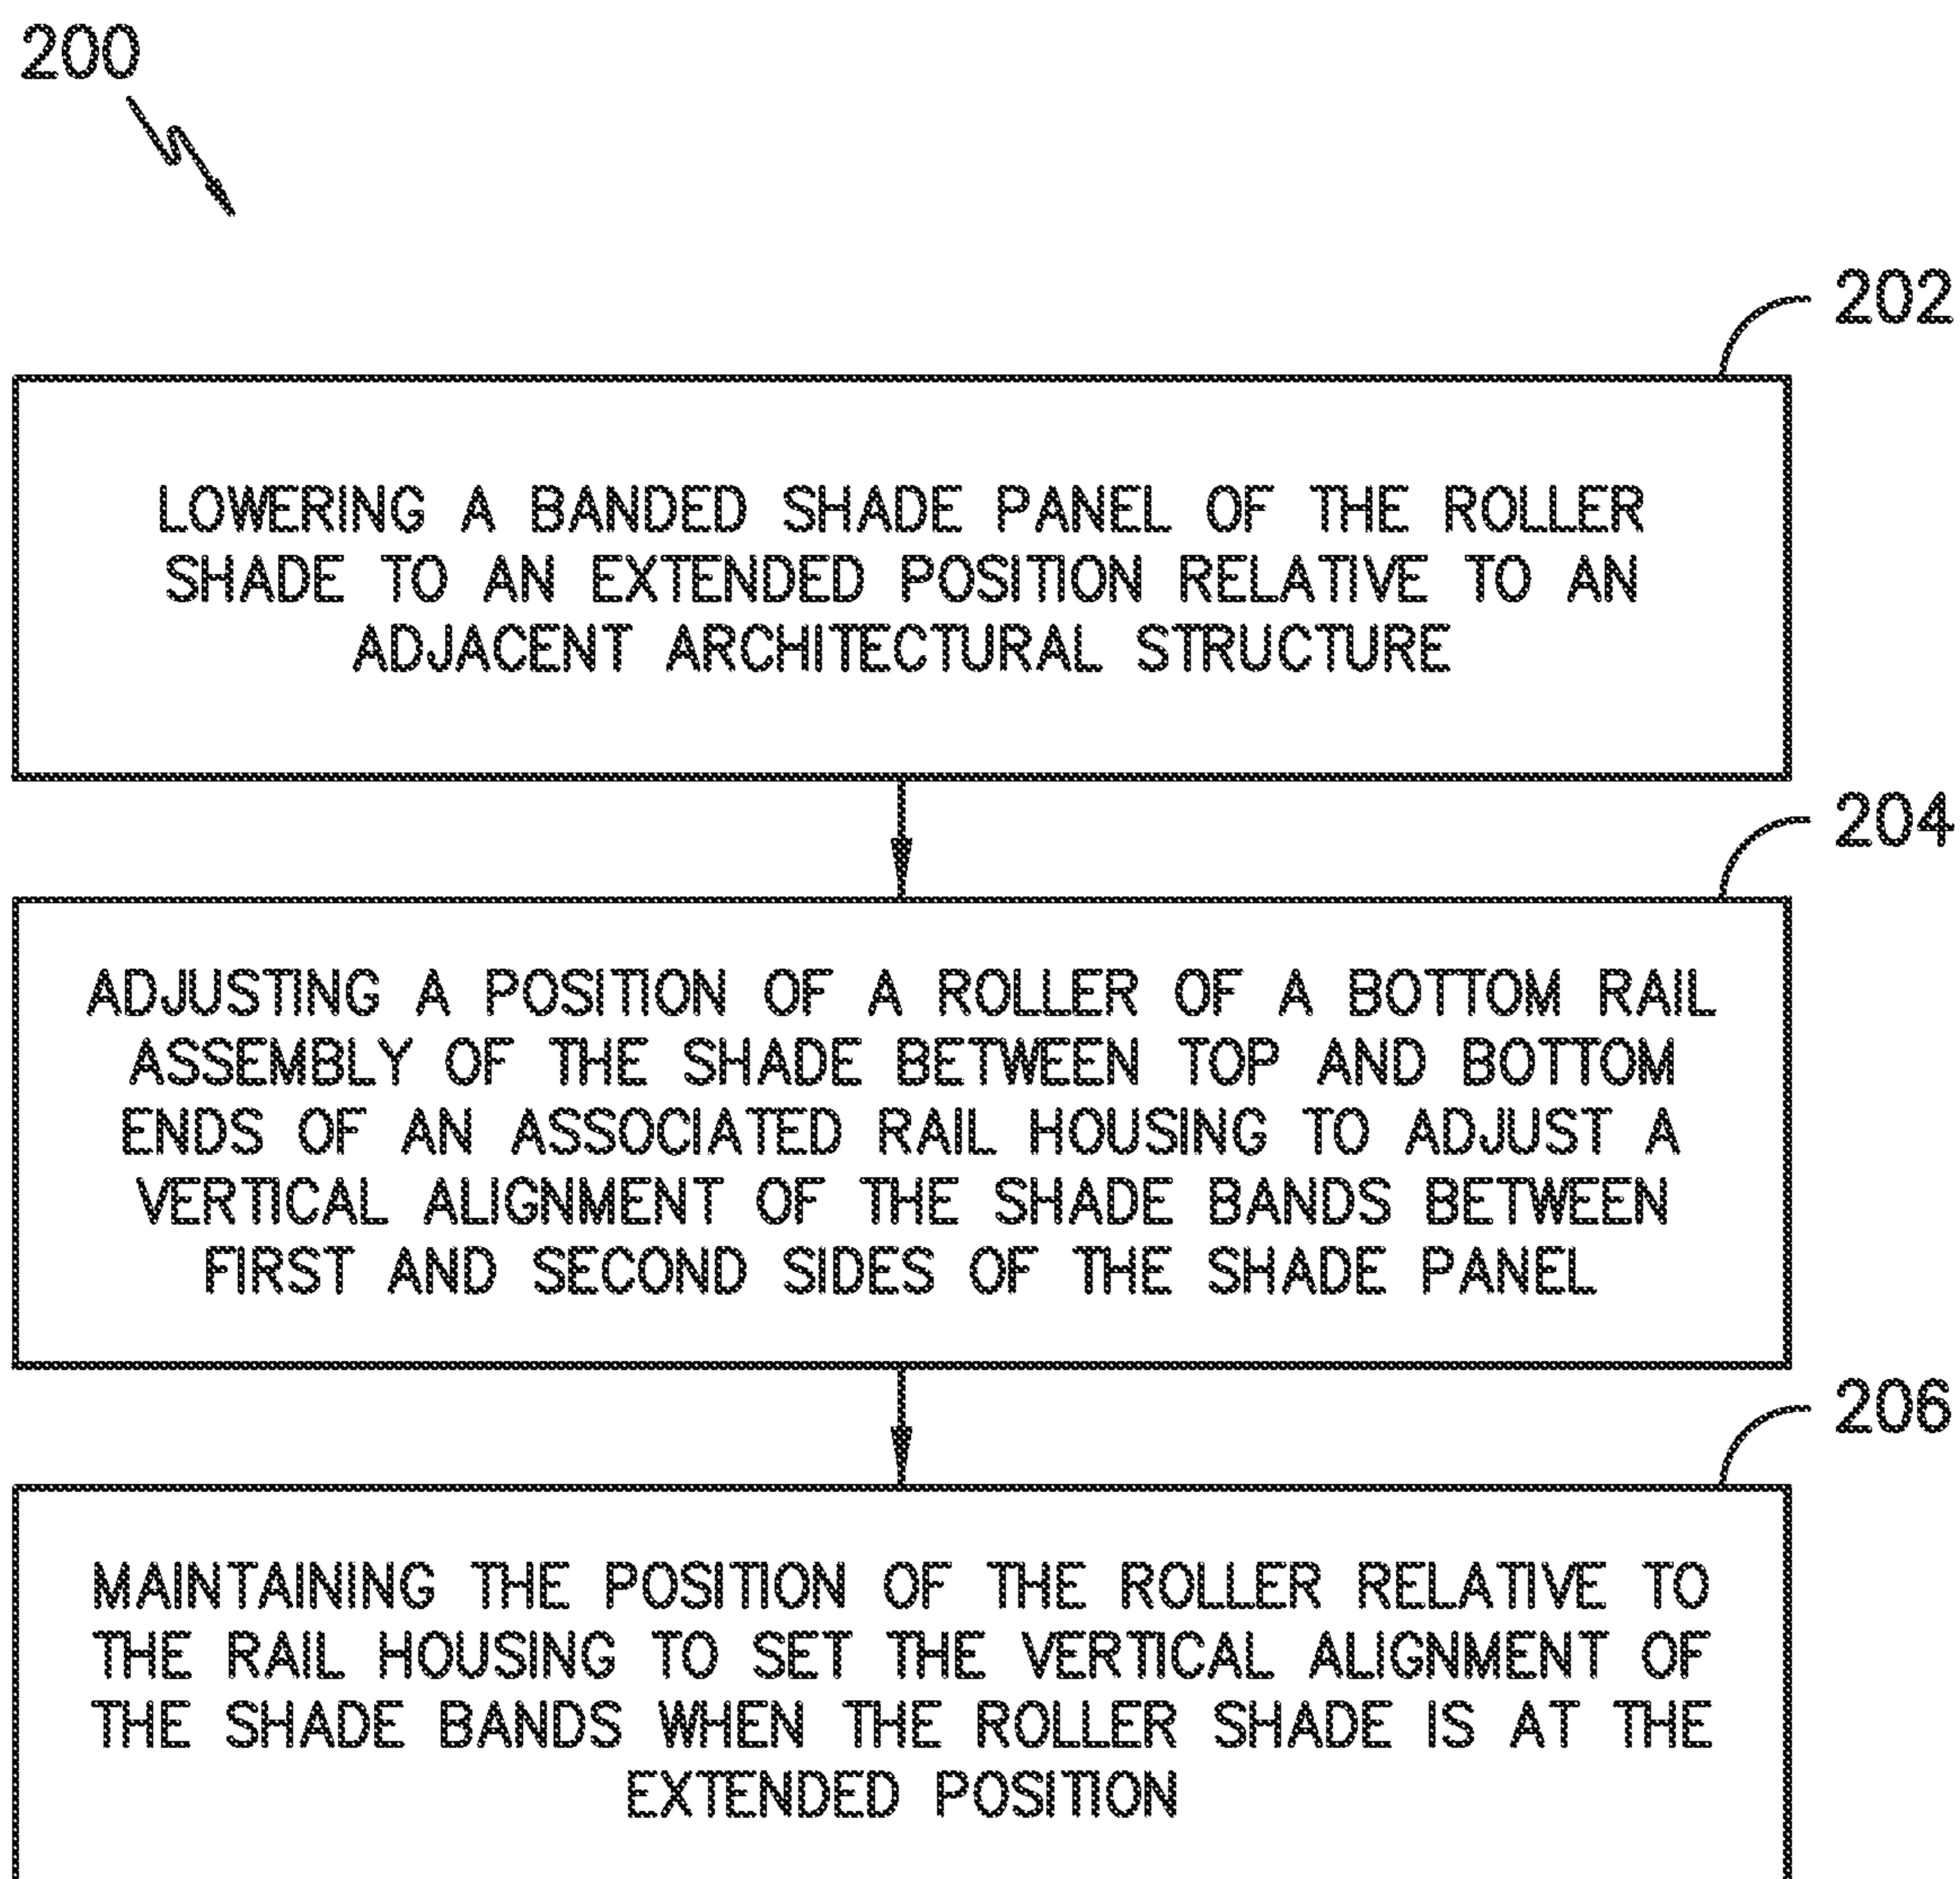 200
202
LOWERING A BANDED SHADE PANEL OF THE ROLLER
SHADE TO AN EXTENDED POSITION RELATIVE TO AN
ADJACENT ARCHITECTURAL STRUCTURE
204
ADJUSTING A POSITION OF A ROLLER OF A BOTTOM RAIL
ASSEMBLY OF THE SHADE BETWEEN TOP AND BOTTOM
ENDS OF AN ASSOCIATED RAIL HOUSING TO ADJUST A
VERTICAL ALIGNMENT OF THE SHADE BANDS BETWEEN
FIRST AND SECOND SIDES OF THE SHADE PANEL
206
MAINTAINING THE POSITION OF THE ROLLER RELATIVE TO
THE RAIL HOUSING TO SET THE VERTICAL ALIGNMENT OF
THE SHADE BANDS WHEN THE ROLLER SHADE IS AT THE
EXTENDED POSITION